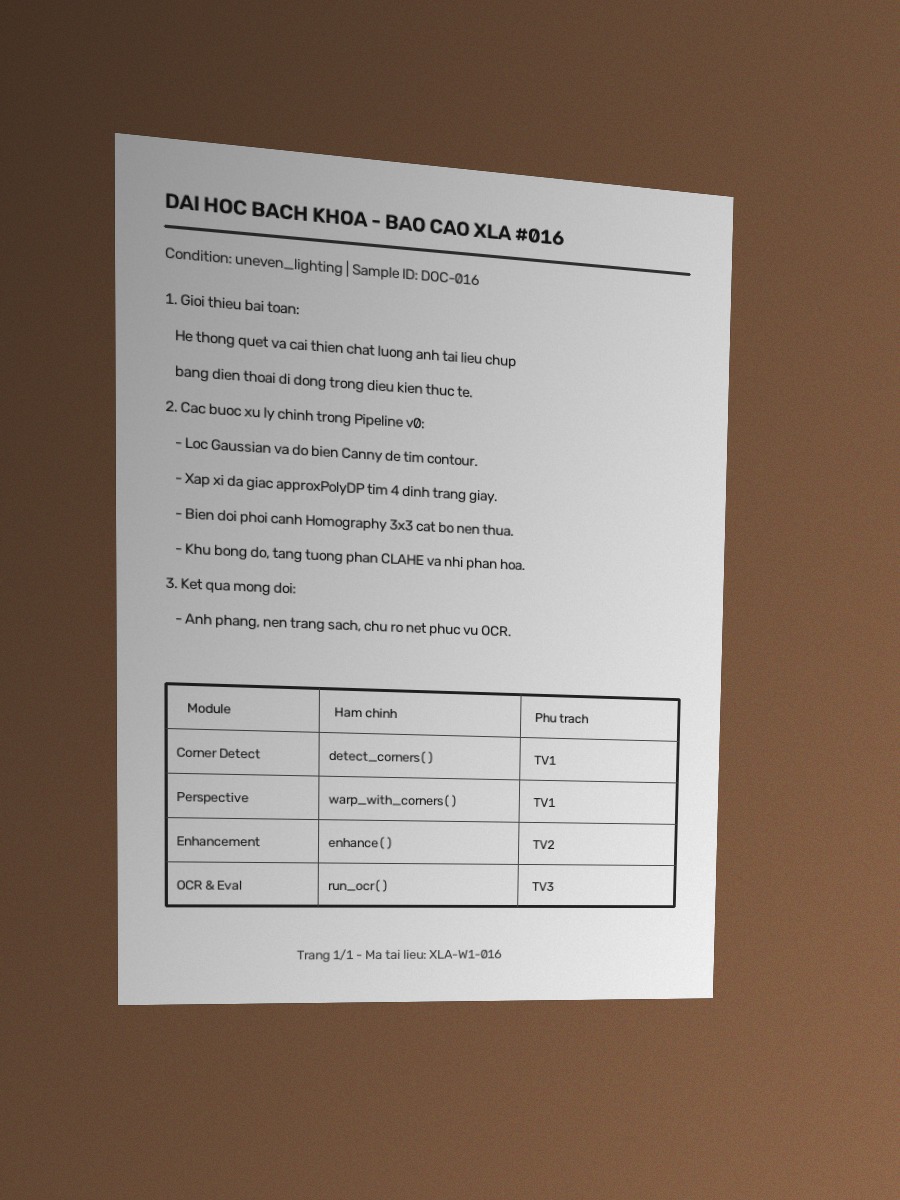 DAI HOC BACH KHOA - BAO CAO XLA #016
Condition: uneven_lighting | Sample ID: DOC-016
1. Gioi thieu bai toan:
He thong quet va cai thien chat luong anh tai lieu chup
bang dien thoai di dong trong dieu kien thuc te.
2. Cac buoc xu ly chinh trong Pipeline v0:
- Loc Gaussian va do bien Canny de tim contour.
- Xap xi da giac approxPolyDP tim 4 dinh trang giay.
- Bien doi phoi canh Homography 3x3 cat bo nen thua.
- Khu bong do, tang tuong phan CLAHE va nhi phan hoa.
3. Ket qua mong doi:
- Anh phang, nen trang sach, chu ro net phuc vu OCR.
Module Ham chinh Phu trach
Corner Detect detect_corners() TV1
Perspective warp_with_corners() TV1
Enhancement enhance() TV2
OCR & Eval run_ocr() TV3
Trang 1/1 - Ma tai lieu: XLA-W1-016